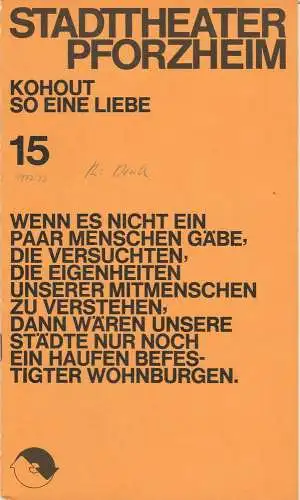 STADTTHEATER
PFORZHEIM
KOHOUT
SO EINE LIEBE
15
WENN ES NICHT EIN
PAAR MENSCHEN GÄBE,
DIE VERSUCHTEN,
DIE EIGENHEITEN
UNSERER MITMENSCHEN
ZU VERSTEHEN,
DANN WÄREN UNSERE
STÄDTE NUR NOCH
EIN HAUFEN BEFES-
TIGTER WOHNBURGEN.